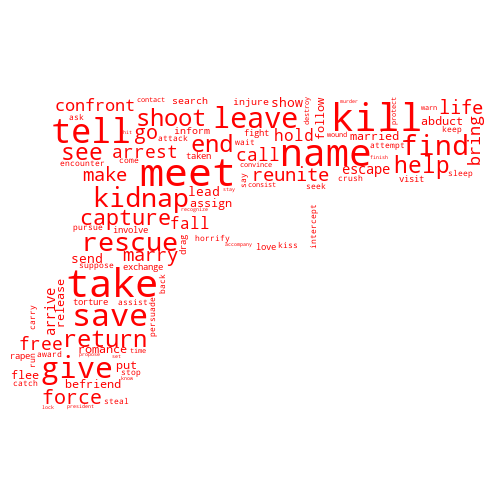 contact search injure show destroy follow murder protect warn life
confront shoot leave kill abduct bring
ask tell go attack inform fight hold married attempt keep
hit end wait
see arrest taken call name find
encounter come meet say convince reunite escape help sleep
make consist seek crush visit
kidnap lead stay
capture assign recognize
pursue involve fall drag horrify accompany love kiss intercept
rescue marry
send suppose exchange back
take torture assist persuade
carry arrive release save
free return romance propose set time
rape run award give put stop
flee catch befriend know
force steal
lock president
finish